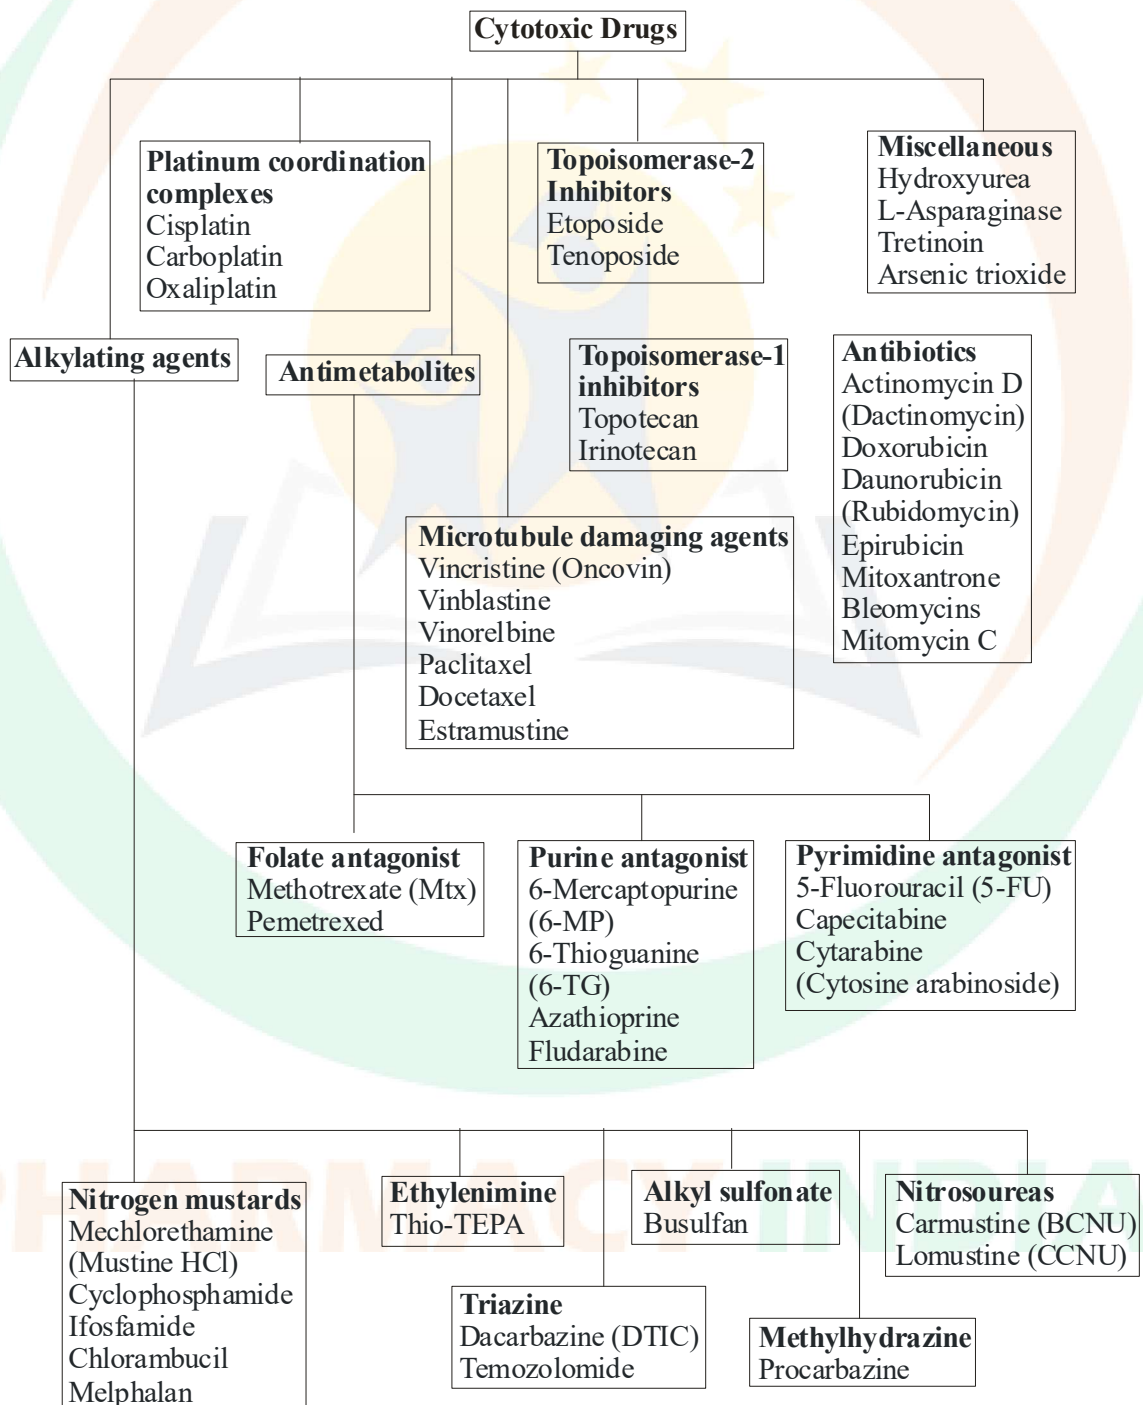 Cytotoxic Drugs
Platinum coordination
complexes
Cisplatin
Carboplatin
Oxaliplatin
Topoisomerase-2
Inhibitors
Etoposide
Tenoposide
Miscellaneous
Hydroxyurea
L-Asparaginase
Tretinoin
Arsenic trioxide
Alkylating agents
Antimetabolites
Topoisomerase-1
inhibitors
Topotecan
Irinotecan
Antibiotics
Actinomycin D
(Dactinomycin)
Doxorubicin
Daunorubicin
(Rubidomycin)
Epirubicin
Mitoxantrone
Bleomycins
Mitomycin C
Microtubule damaging agents
Vincristine (Oncovin)
Vinblastine
Vinorelbine
Paclitaxel
Docetaxel
Estramustine
Folate antagonist
Methotrexate (Mtx)
Pemetrexed
Purine antagonist
6-Mercaptopurine
(6-MP)
6-Thioguanine
(6-TG)
Azathioprine
Fludarabine
Pyrimidine antagonist
5-Fluorouracil (5-FU)
Capecitabine
Cytarabine
(Cytosine arabinoside)
PHARMACY INDIA
Nitrogen mustards
Mechlorethamine
(Mustine HCl)
Cyclophosphamide
Ifosfamide
Chlorambucil
Melphalan
Ethylenimine
Thio-TEPA
Alkyl sulfonate
Busulfan
Nitrosoureas
Carmustine (BCNU)
Lomustine (CCNU)
Triazine
Dacarbazine (DTIC)
Temozolomide
Methylhydrazine
Procarbazine